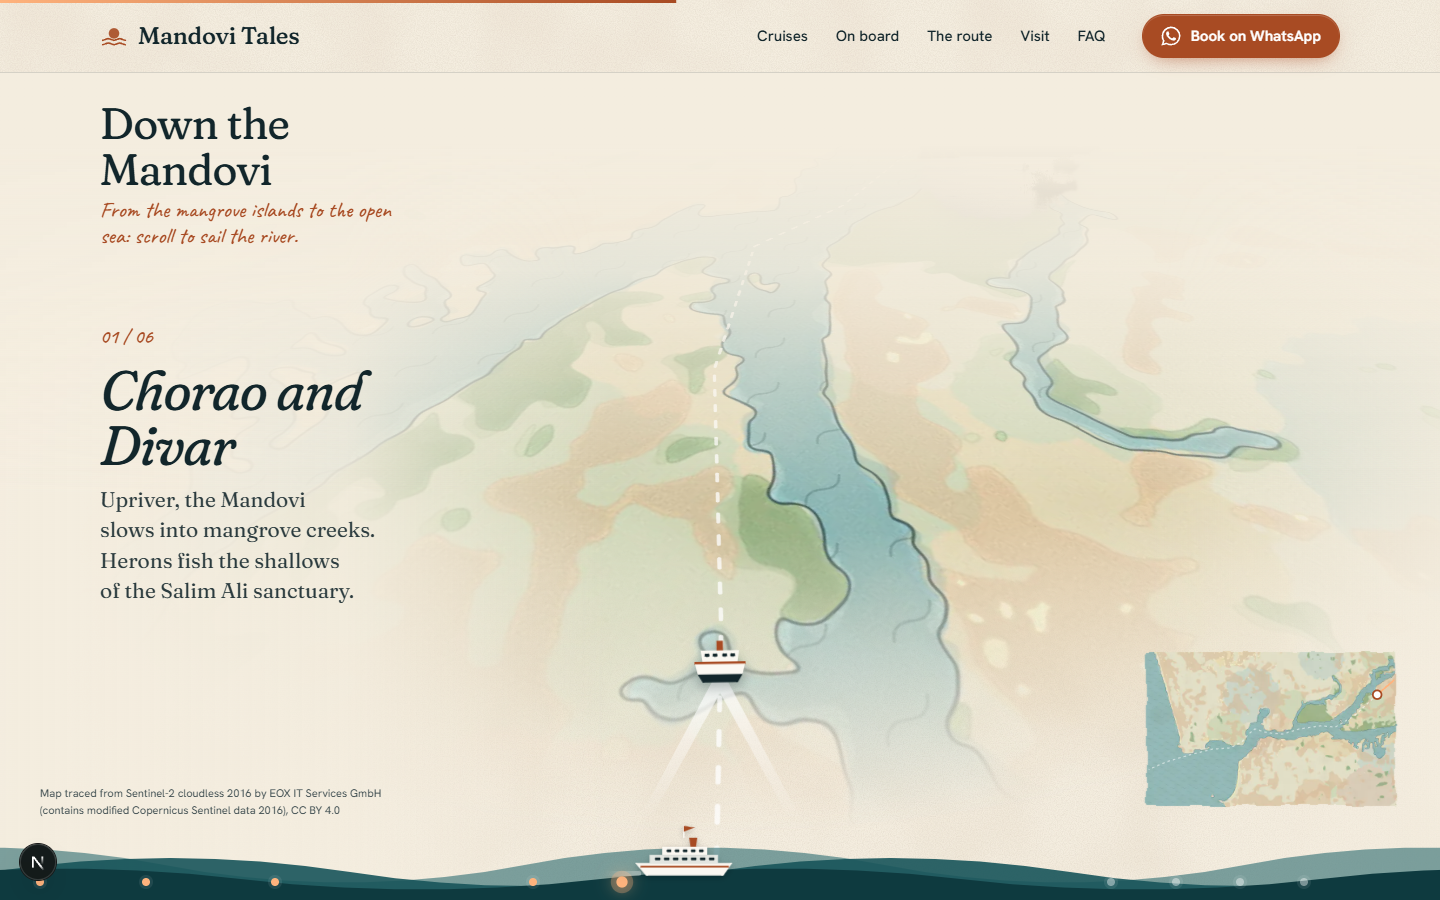 Mandovi Tales
Cruises
On board
The route
Visit
FAQ
Book on WhatsApp
Down the
Mandovi
From the mangrove islands to the open
sea: scroll to sail the river.
01 / 06
Chorao and
Divar
Upriver, the Mandovi
slows into mangrove creeks.
Herons fish the shallows
of the Salim Ali sanctuary.
Map traced from Sentinel-2 cloudless 2016 by EOX IT Services GmbH
(contains modified Copernicus Sentinel data 2016), CC BY 4.0
N